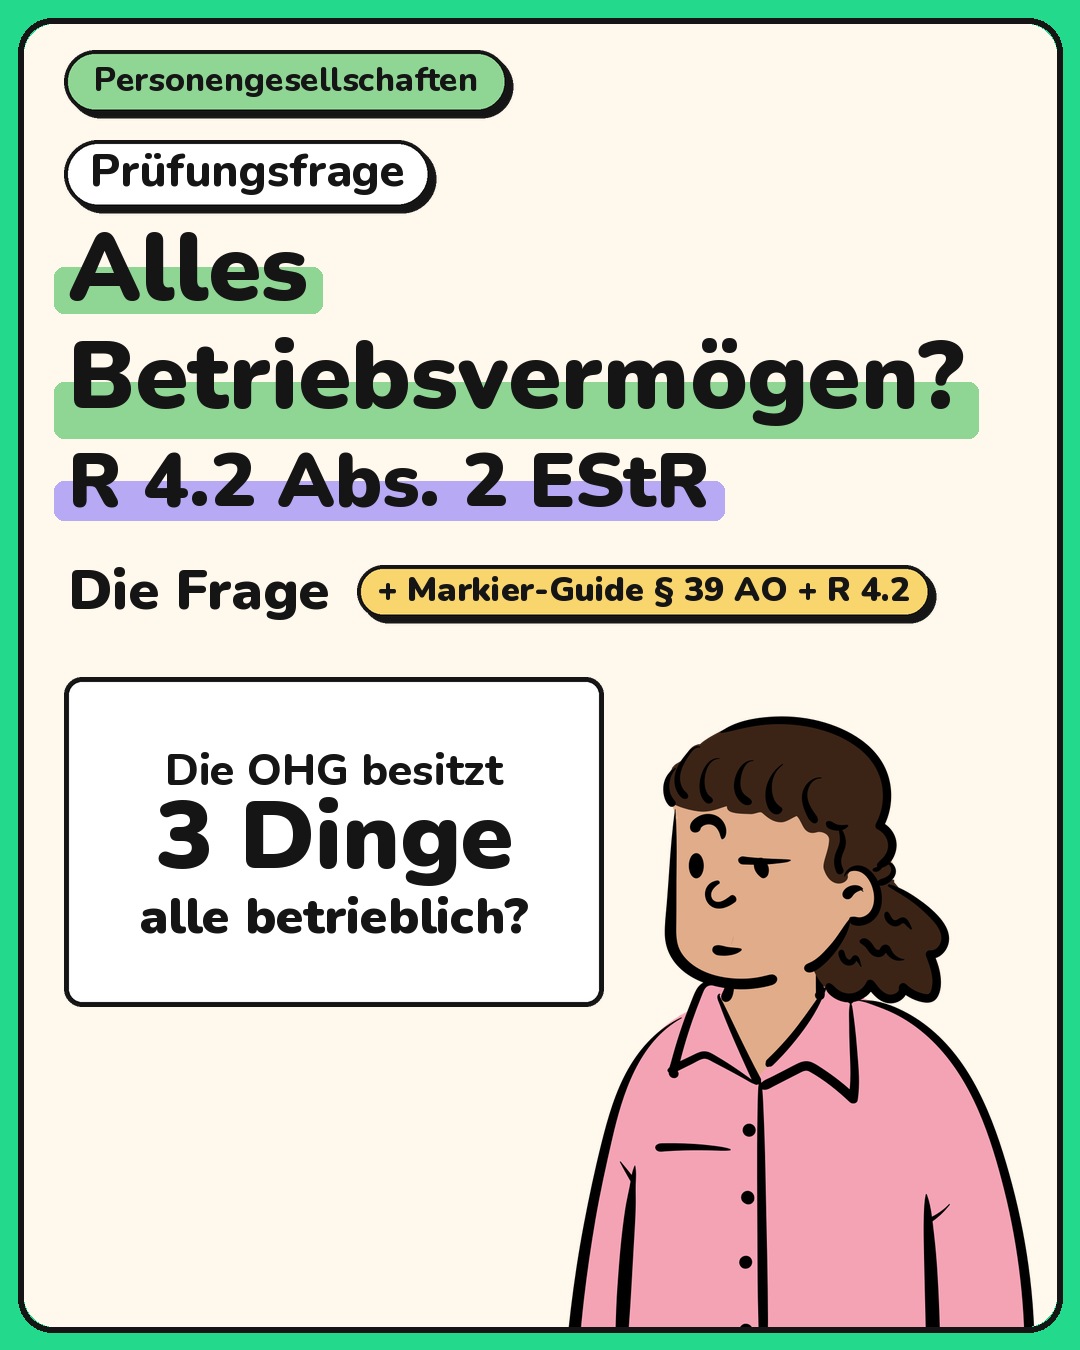 Personengesellschaften
Prüfungsfrage
Alles
Betriebsvermögen?
R 4.2 Abs. 2 EStR
Die Frage
+ Markier-Guide § 39 AO + R 4.2
Die OHG besitzt
3 Dinge
alle betrieblich?